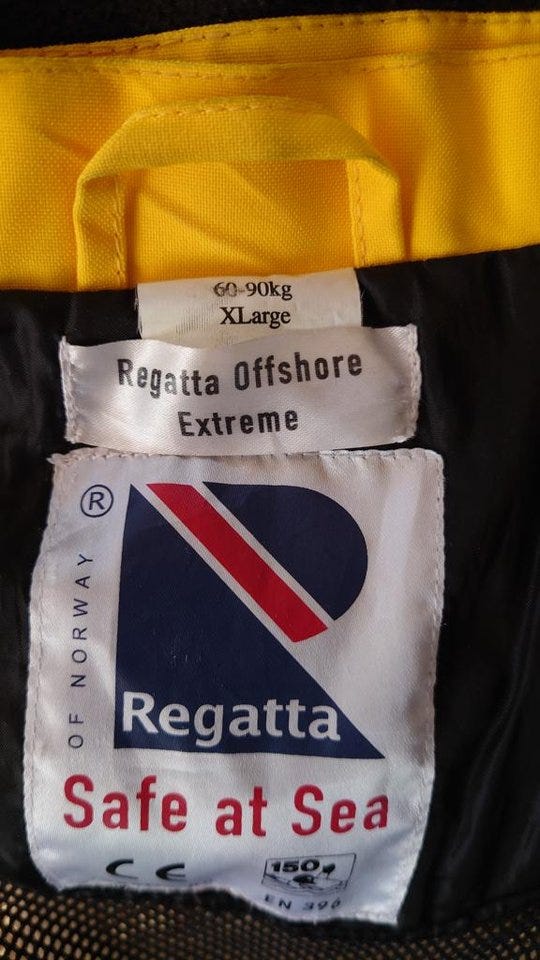 60-90kg
XLarge
Regatta Offshore
Extreme
®
OF NORWAY
Regatta
Safe at Sea
CE
150
EN 396